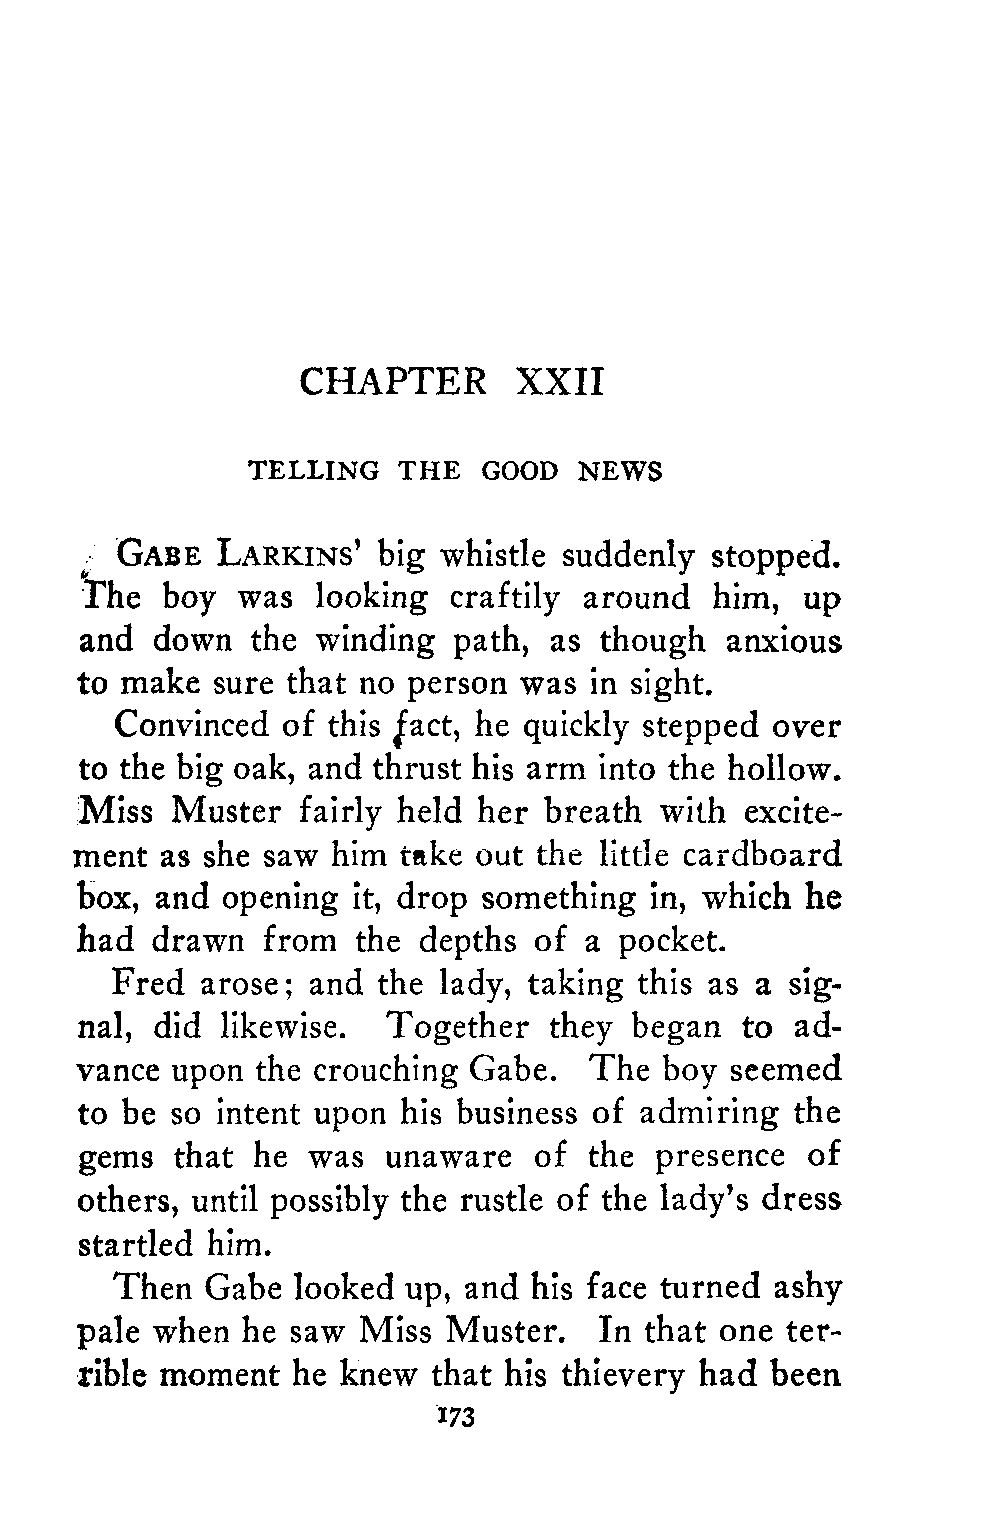 CHAPTER XXII
TELLING THE GOOD NEWS
GABE LARKINS' big whistle suddenly stopped.
The boy was looking craftily around him, up
and down the winding path, as though anxious
to make sure that no person was in sight.
Convinced of this fact, he quickly stepped over
to the big oak, and thrust his arm into the hollow.
Miss Muster fairly held her breath with excite-
ment as she saw him take out the little cardboard
box, and opening it, drop something in, which he
had drawn from the depths of a pocket.
Fred arose; and the lady, taking this as a sig-
nal, did likewise. Together they began to ad-
vance upon the crouching Gabe. The boy seemed
to be so intent upon his business of admiring the
gems that he was unaware of the presence of
others, until possibly the rustle of the lady's dress
startled him.
Then Gabe looked up, and his face turned ashy
pale when he saw Miss Muster. In that one ter-
rible moment he knew that his thievery had been
173